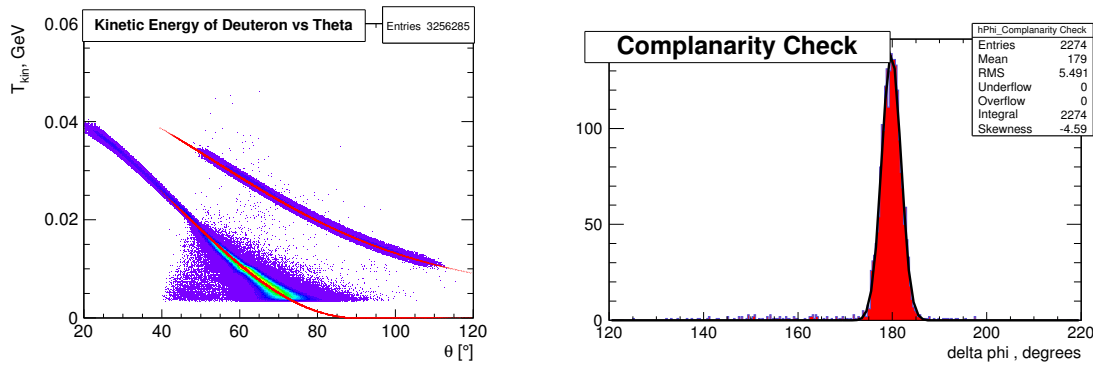 Kinetic Energy of Deuteron vs Theta
Entries 3256285
T_kin, GeV
0.06
0.04
0.02
0
20 40 60 80 100 120
θ [°]
Complanarity Check
hPhi_Complanarity Check
Entries 2274
Mean 179
RMS 5.491
Underflow 0
Overflow 0
Integral 2274
Skewness -4.59
100
50
0
120 140 160 180 200 220
delta phi , degrees